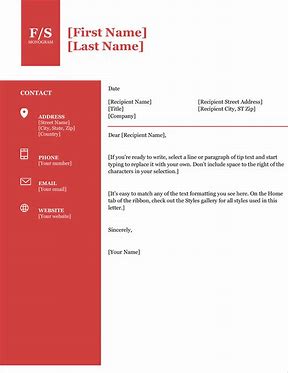 F/S
MONOGRAM
[First Name]
[Last Name]
CONTACT
ADDRESS
[Street Name]
[City, State, Zip]
[Country]
PHONE
[Number]
EMAIL
[Your Email]
WEBSITE
[Your Website]
Date
[Recipient Name]
[Title]
[Company]
[Recipient Street Address]
[Recipient City, ST Zip]
Dear [Recipient Name],
[If you're ready to write, select a line or paragraph of tip text and start
typing to replace it with your own. Don't include space to the right of the
characters in your selection.]
[It's easy to match any of the text formatting you see here. On the Home
tab of the ribbon, check out the Styles gallery for all styles used in this
letter.]
Sincerely,
[Your Name]